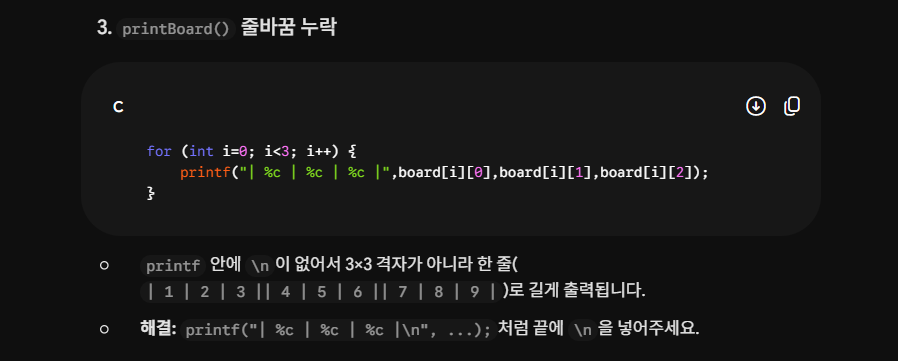 3. printBoard() 줄바꿈 누락
C
for (int i=0; i<3; i++) {
    printf("| %c | %c | %c |",board[i][0],board[i][1],board[i][2]);
}
printf 안에 \n 이 없어서 3×3 격자가 아니라 한 줄(
| 1 | 2 | 3 || 4 | 5 | 6 || 7 | 8 | 9 | )로 길게 출력됩니다.
해결: printf("| %c | %c | %c |\n", ...); 처럼 끝에 \n 을 넣어주세요.